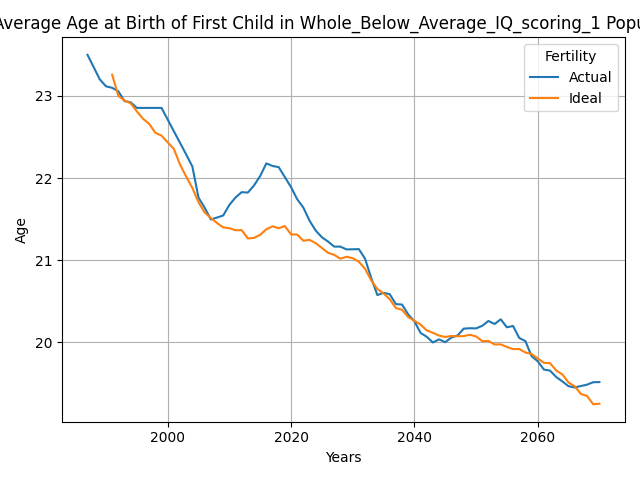 Average Age at Birth of First Child in Whole_Below_Average_IQ_scoring_1
Fertility
Actual
Ideal
23
22
21
20
Age
2000
2020
2040
2060
Years